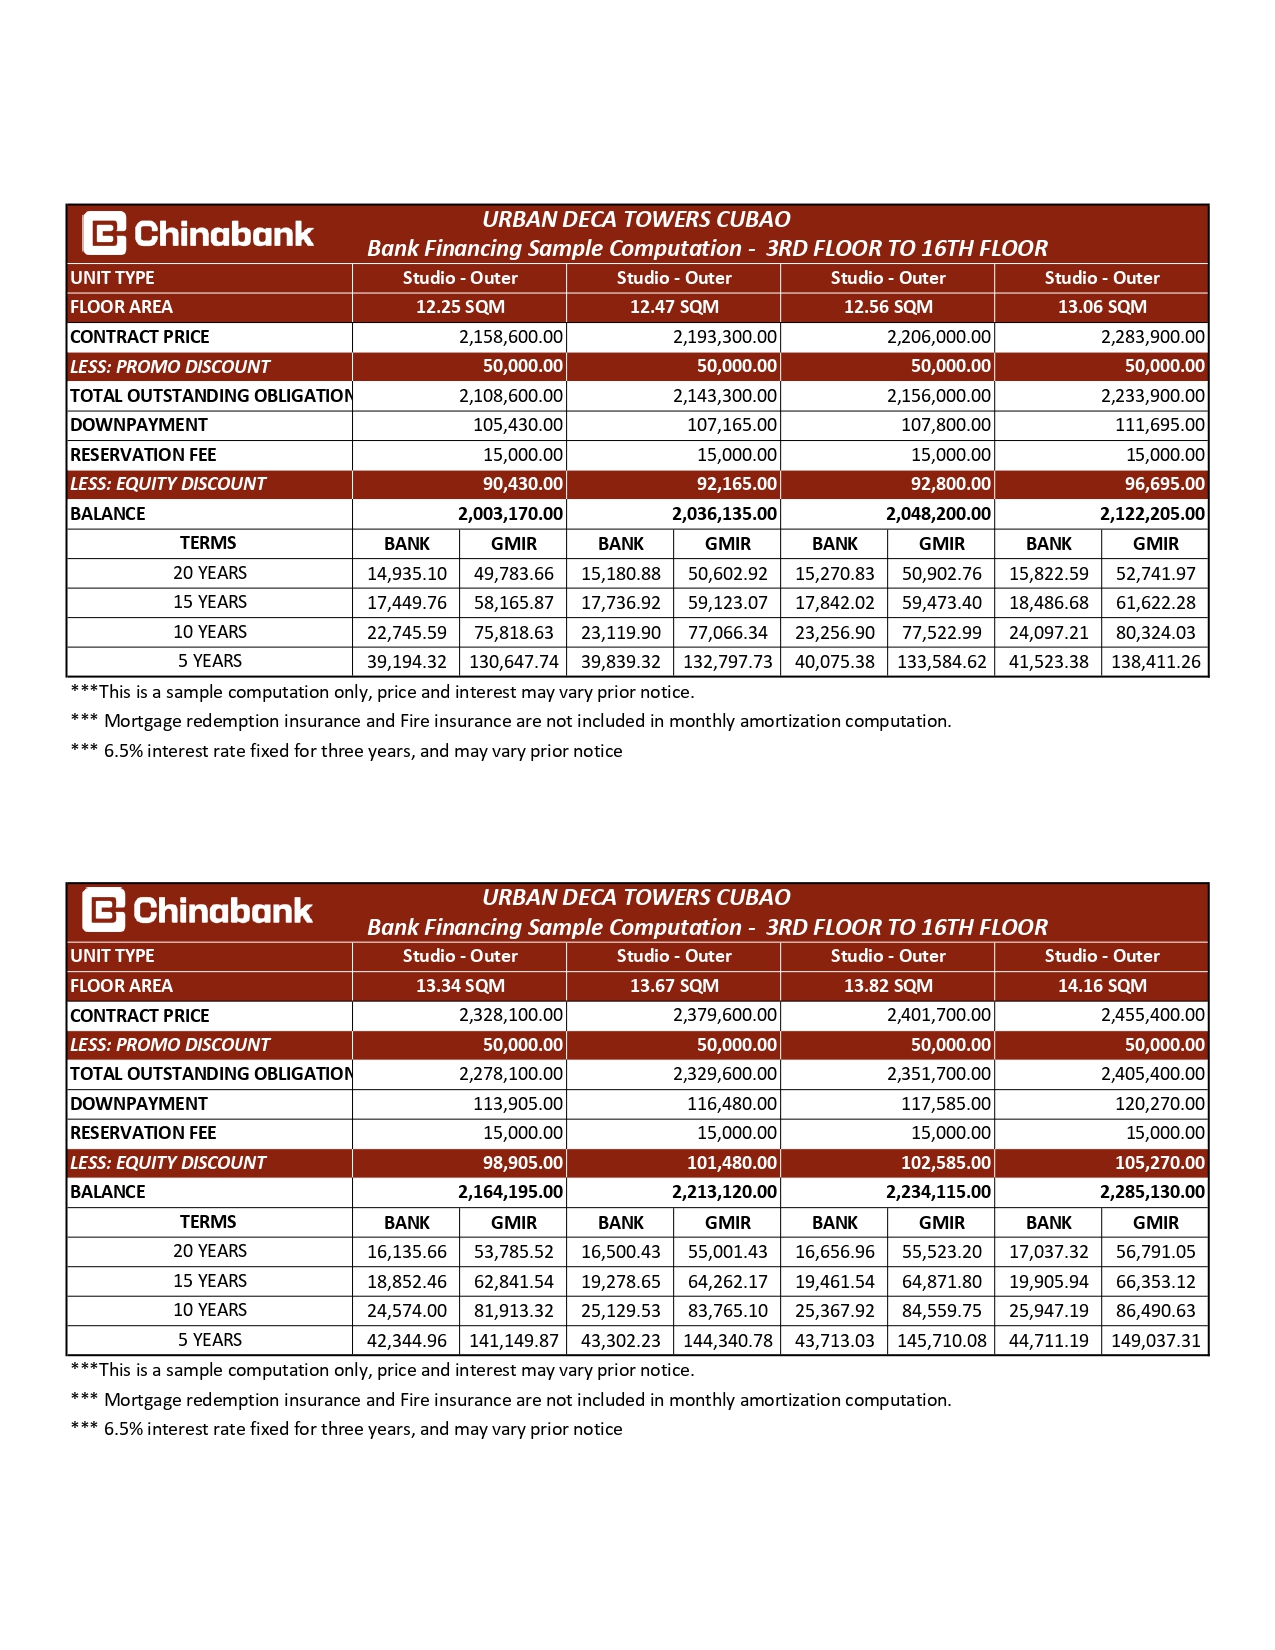 Chinabank
URBAN DECA TOWERS CUBAO
Bank Financing Sample Computation - 3RD FLOOR TO 16TH FLOOR
UNIT TYPE Studio - Outer Studio - Outer Studio - Outer Studio - Outer
FLOOR AREA 12.25 SQM 12.47 SQM 12.56 SQM 13.06 SQM
CONTRACT PRICE 2,158,600.00 2,193,300.00 2,206,000.00 2,283,900.00
LESS: PROMO DISCOUNT 50,000.00 50,000.00 50,000.00 50,000.00
TOTAL OUTSTANDING OBLIGATION 2,108,600.00 2,143,300.00 2,156,000.00 2,233,900.00
DOWNPAYMENT 105,430.00 107,165.00 107,800.00 111,695.00
RESERVATION FEE 15,000.00 15,000.00 15,000.00 15,000.00
LESS: EQUITY DISCOUNT 90,430.00 92,165.00 92,800.00 96,695.00
BALANCE 2,003,170.00 2,036,135.00 2,048,200.00 2,122,205.00
TERMS BANK GMIR BANK GMIR BANK GMIR BANK GMIR
20 YEARS 14,935.10 49,783.66 15,180.88 50,602.92 15,270.83 50,902.76 15,822.59 52,741.97
15 YEARS 17,449.76 58,165.87 17,736.92 59,123.07 17,842.02 59,473.40 18,486.68 61,622.28
10 YEARS 22,745.59 75,818.63 23,119.90 77,066.34 23,256.90 77,522.99 24,097.21 80,324.03
5 YEARS 39,194.32 130,647.74 39,839.32 132,797.73 40,075.38 133,584.62 41,523.38 138,411.26
***This is a sample computation only, price and interest may vary prior notice.
*** Mortgage redemption insurance and Fire insurance are not included in monthly amortization computation.
*** 6.5% interest rate fixed for three years, and may vary prior notice
Chinabank
URBAN DECA TOWERS CUBAO
Bank Financing Sample Computation - 3RD FLOOR TO 16TH FLOOR
UNIT TYPE Studio - Outer Studio - Outer Studio - Outer Studio - Outer
FLOOR AREA 13.34 SQM 13.67 SQM 13.82 SQM 14.16 SQM
CONTRACT PRICE 2,328,100.00 2,379,600.00 2,401,700.00 2,455,400.00
LESS: PROMO DISCOUNT 50,000.00 50,000.00 50,000.00 50,000.00
TOTAL OUTSTANDING OBLIGATION 2,278,100.00 2,329,600.00 2,351,700.00 2,405,400.00
DOWNPAYMENT 113,905.00 116,480.00 117,585.00 120,270.00
RESERVATION FEE 15,000.00 15,000.00 15,000.00 15,000.00
LESS: EQUITY DISCOUNT 98,905.00 101,480.00 102,585.00 105,270.00
BALANCE 2,164,195.00 2,213,120.00 2,234,115.00 2,285,130.00
TERMS BANK GMIR BANK GMIR BANK GMIR BANK GMIR
20 YEARS 16,135.66 53,785.52 16,500.43 55,001.43 16,656.96 55,523.20 17,037.32 56,791.05
15 YEARS 18,852.46 62,841.54 19,278.65 64,262.17 19,461.54 64,871.80 19,905.94 66,353.12
10 YEARS 24,574.00 81,913.32 25,129.53 83,765.10 25,367.92 84,559.75 25,947.19 86,490.63
5 YEARS 42,344.96 141,149.87 43,302.23 144,340.78 43,713.03 145,710.08 44,711.19 149,037.31
***This is a sample computation only, price and interest may vary prior notice.
*** Mortgage redemption insurance and Fire insurance are not included in monthly amortization computation.
*** 6.5% interest rate fixed for three years, and may vary prior notice